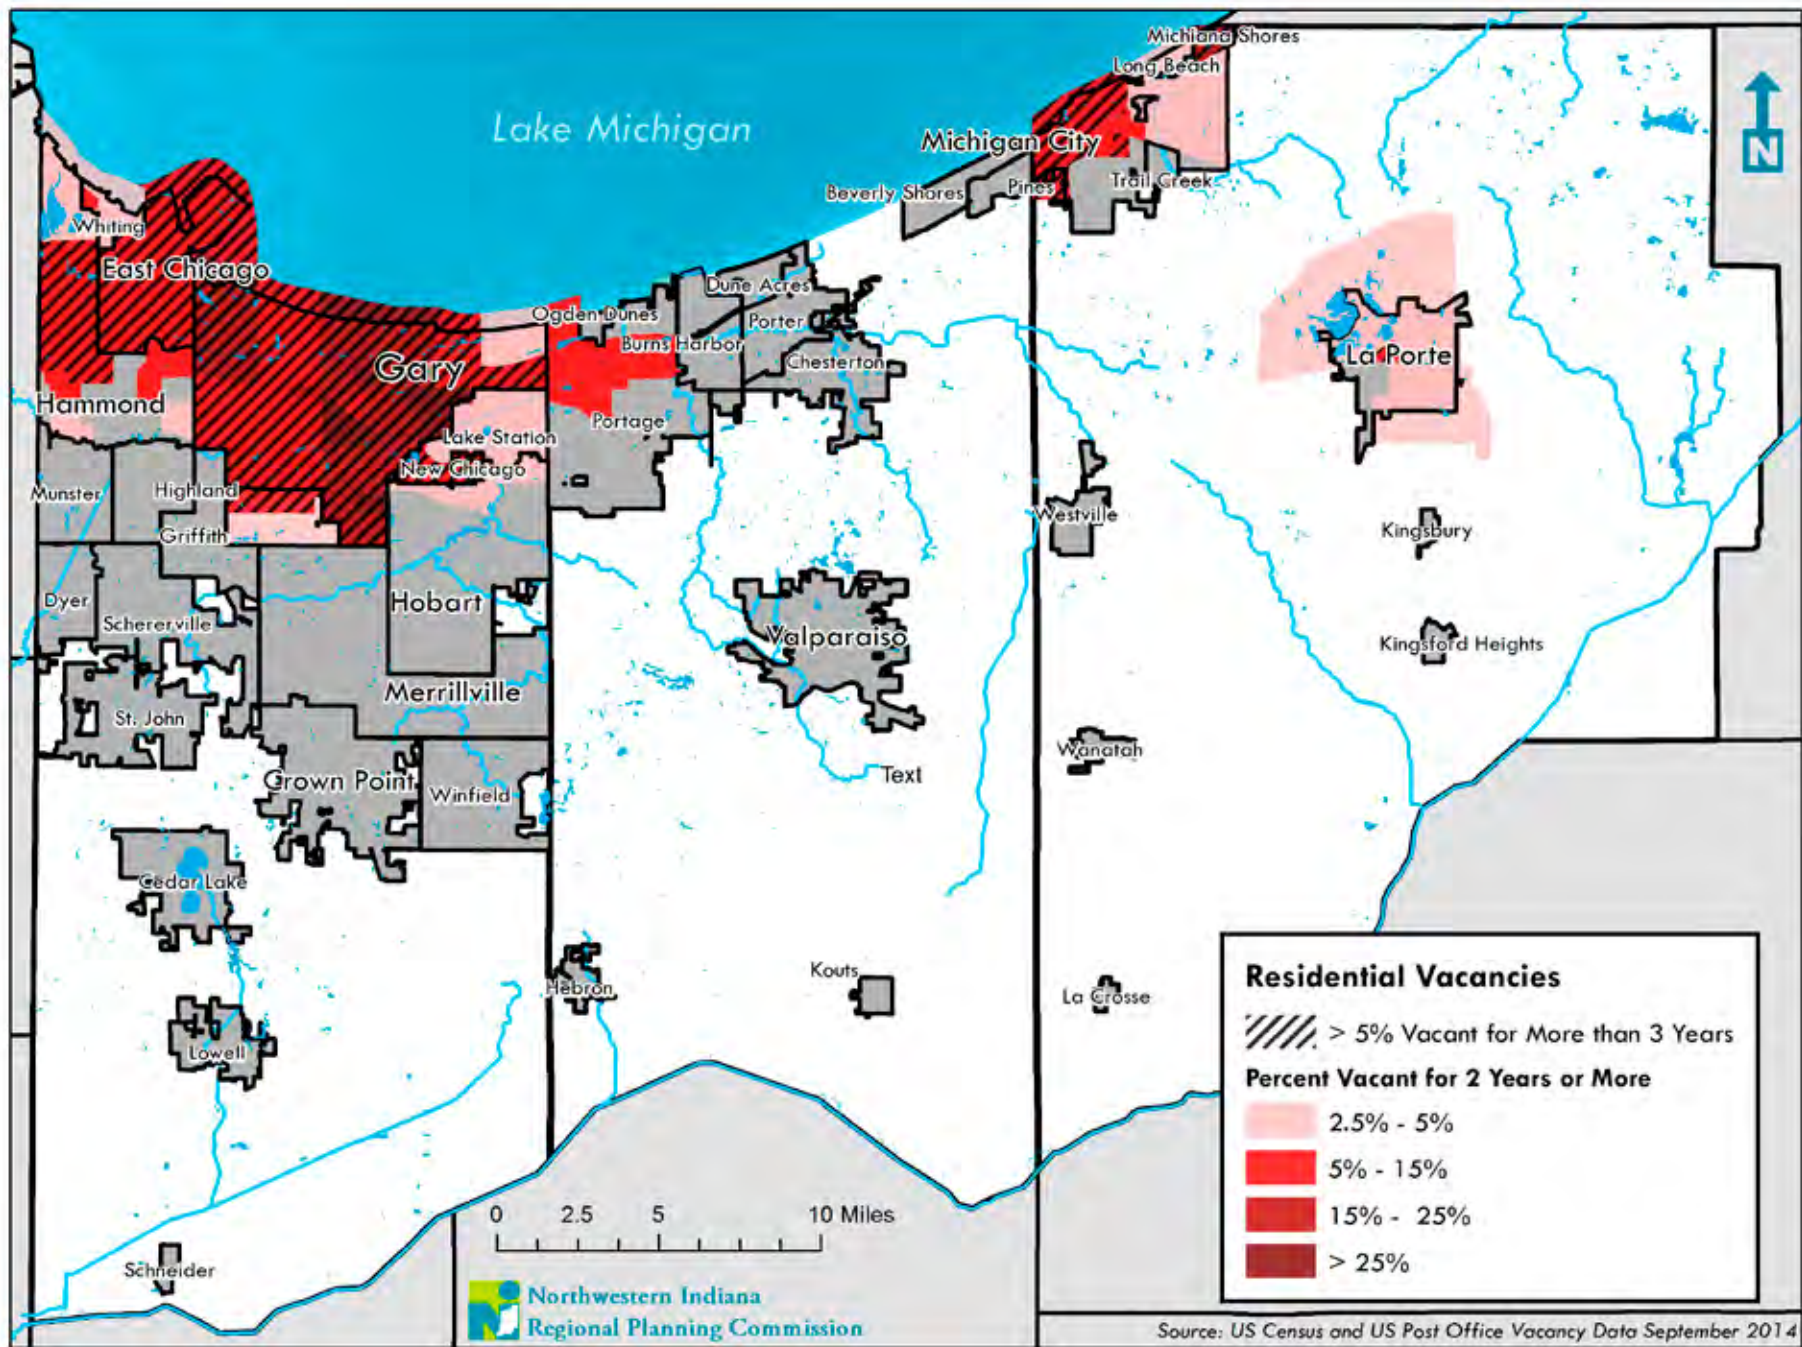 Michiana Shores
Long Beach
Lake Michigan
Michigan City
N
Trail Creek
Pines
Beverly Shores
Whiting
East Chicago
Dune Acres
Ogden Dunes
Porter
Burns Harbor
Chesterton
La Porte
Gary
Hammond
Portage
Lake Station
New Chicago
Munster
Highland
Westville
Griffith
Kingsbury
Dyer
Hobart
Schererville
Valparaiso
Kingsford Heights
Merrillville
St. John
Wanatah
Text
Crown Point
Winfield
Cedar Lake
Kouts
Hebron
La Crosse
Lowell
Schneider
Residential Vacancies
> 5% Vacant for More than 3 Years
Percent Vacant for 2 Years or More
2.5% - 5%
5% - 15%
15% - 25%
> 25%
0 2.5 5 10 Miles
Northwestern Indiana
Regional Planning Commission
Source: US Census and US Post Office Vacancy Data September 2014